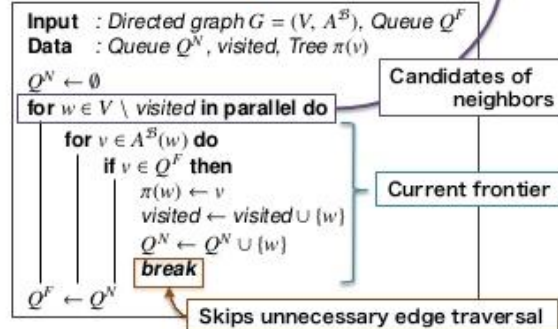 Input : Directed graph G = (V, A^B), Queue Q^F
Data : Queue Q^N, visited, Tree π(v)
Q^N ← ∅
for w ∈ V \ visited in parallel do
for v ∈ A^B(w) do
if v ∈ Q^F then
π(w) ← v
visited ← visited ∪ {w}
Q^N ← Q^N ∪ {w}
break
Q^F ← Q^N
Candidates of
neighbors
Current frontier
Skips unnecessary edge traversal